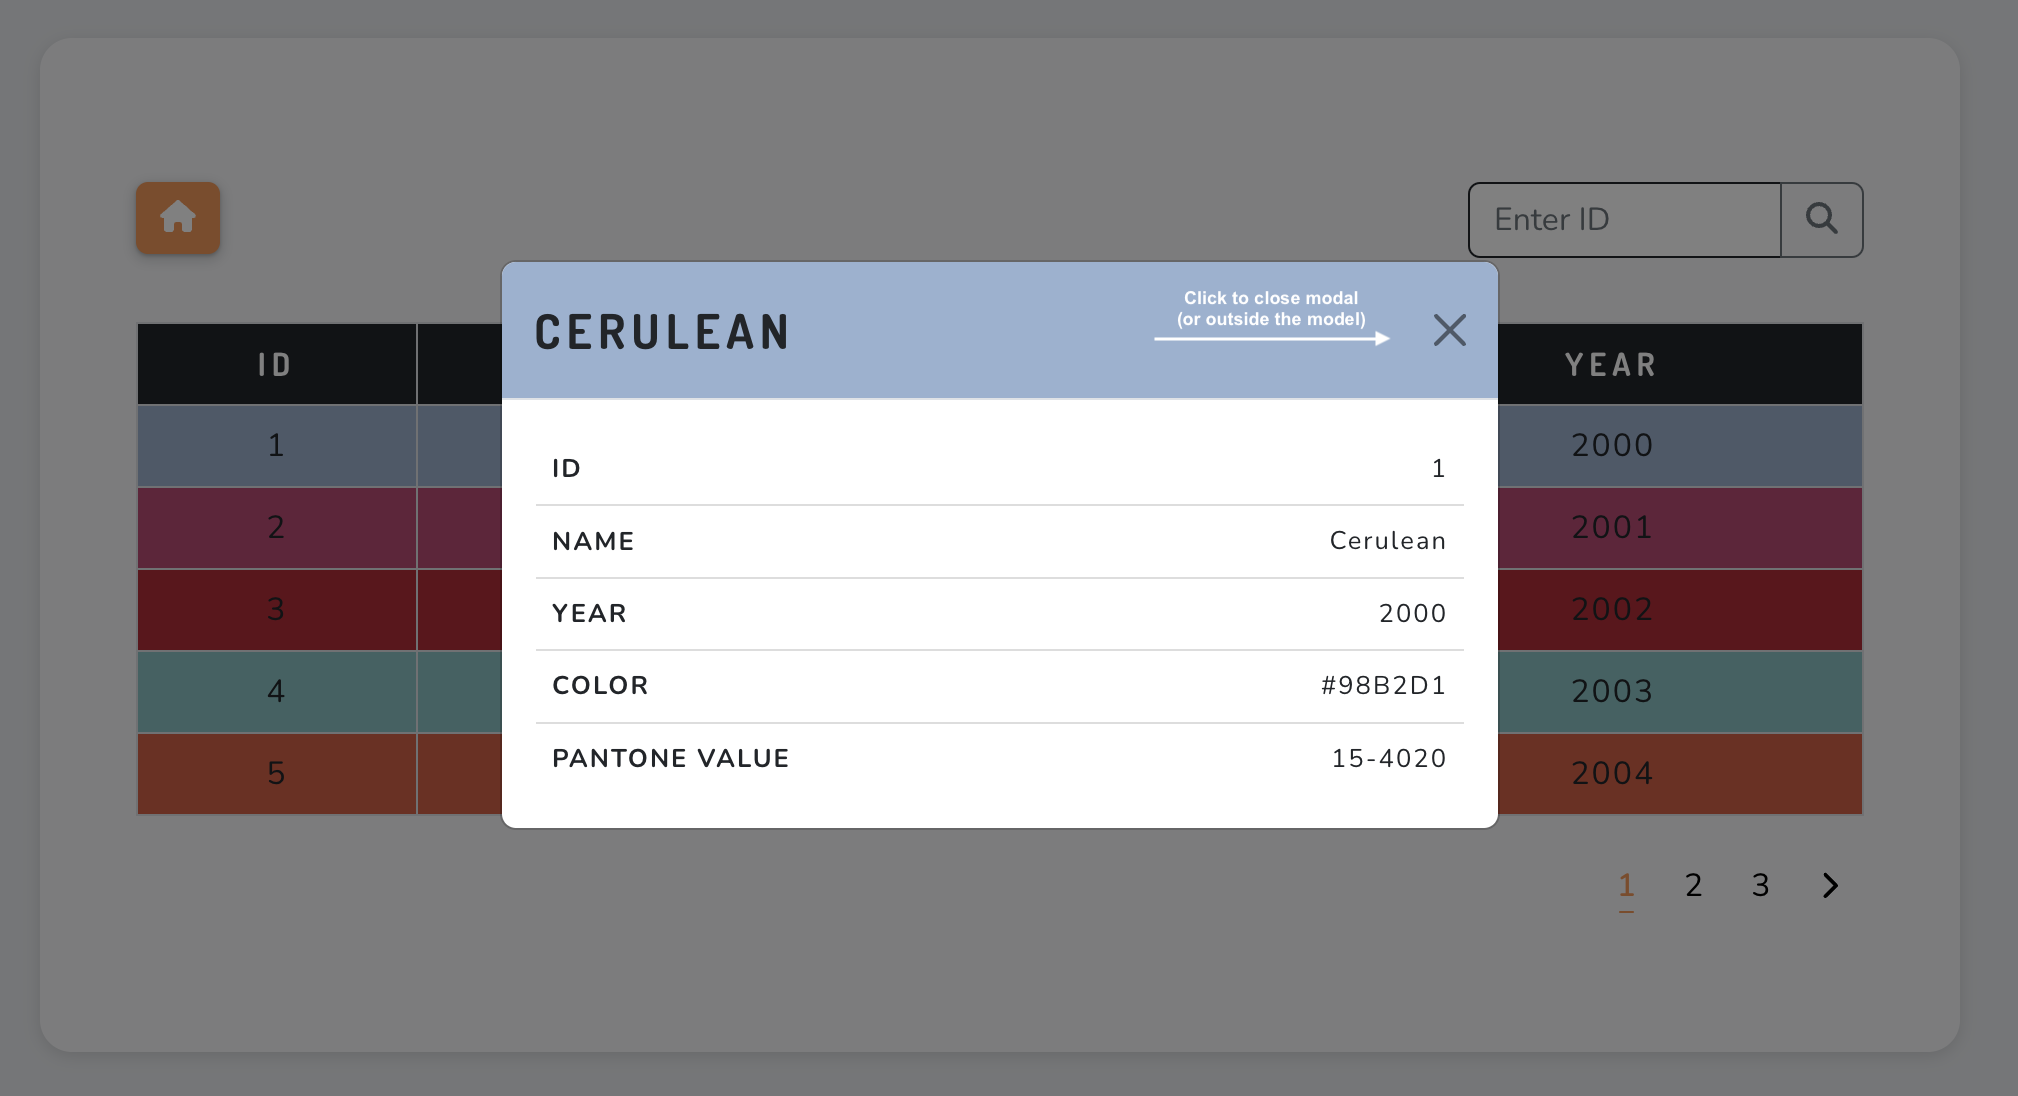 Enter ID
CERULEAN
Click to close modal
(or outside the model)
ID
YEAR
1
2000
2
2001
3
2002
4
2003
5
2004
ID
1
NAME
Cerulean
YEAR
2000
COLOR
#98B2D1
PANTONE VALUE
15-4020
1 2 3